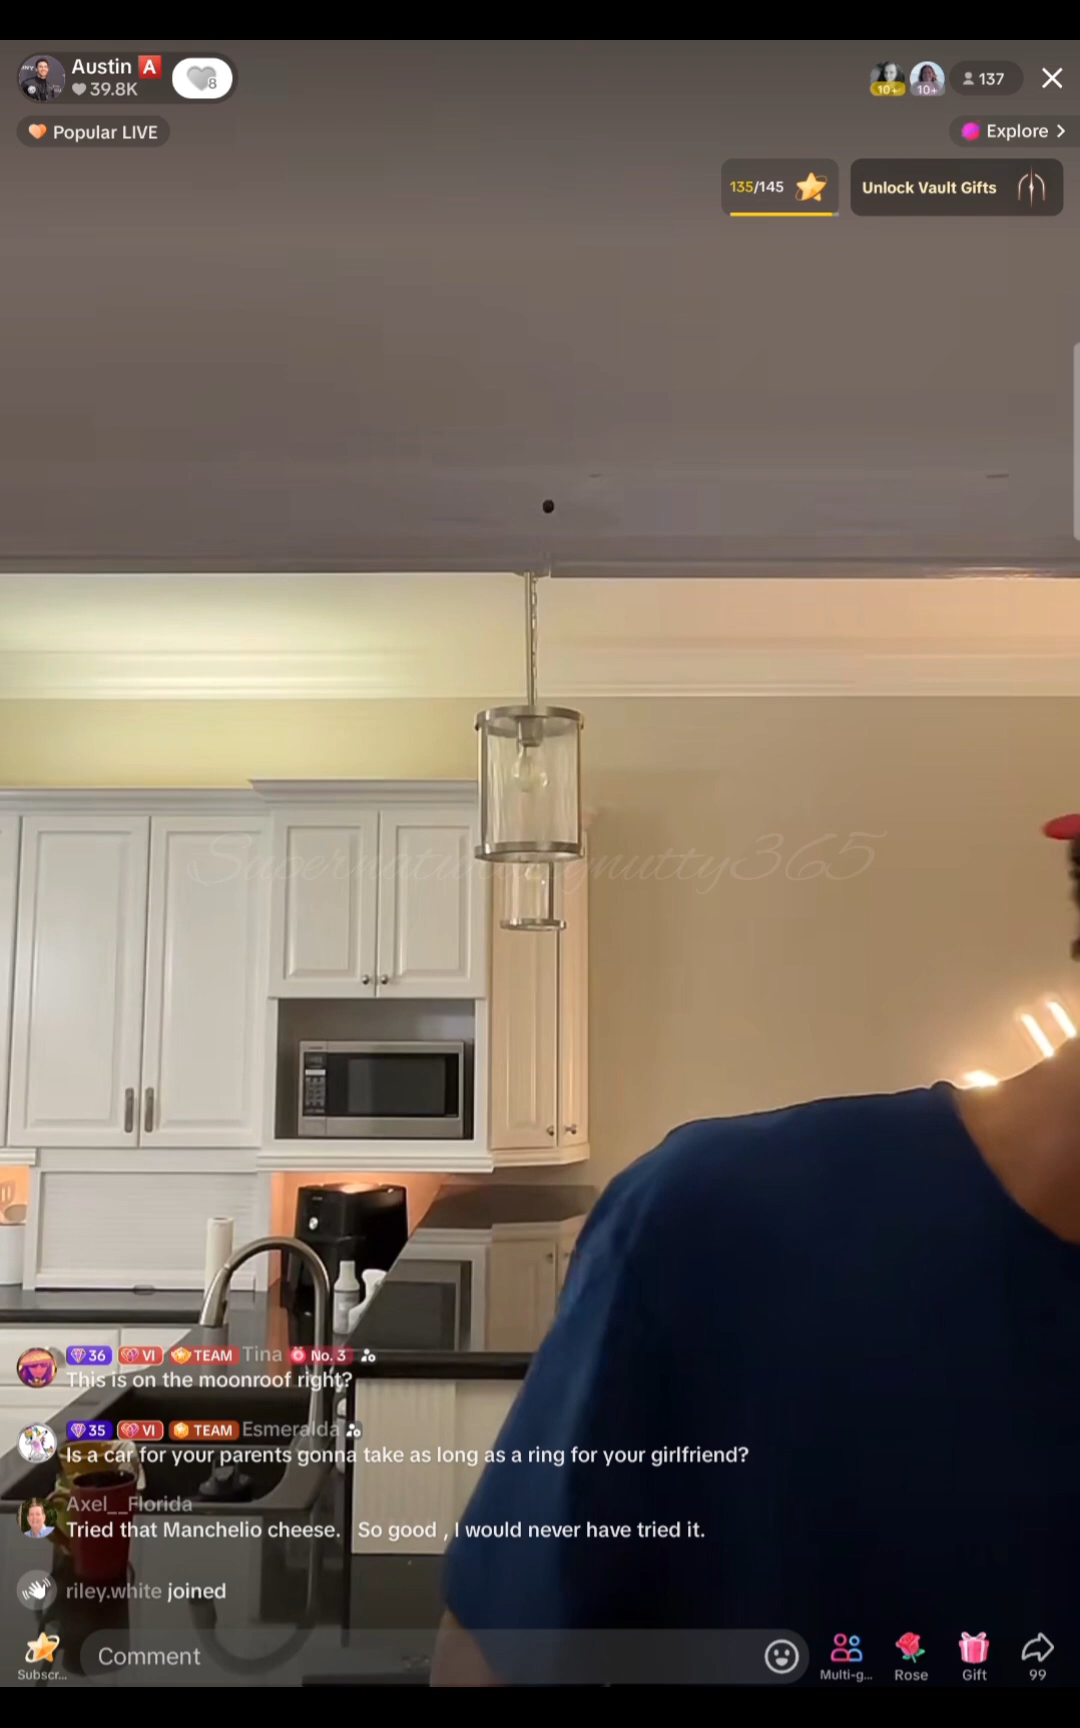 Austin A
39.8K
8
10+
10+
137
Popular LIVE
Explore >
135/145
Unlock Vault Gifts
Supernaturallynutty365
36 VI TEAM Tina No. 3
This is on the moonroof right?
35 VI TEAM Esmeralda
Is a car for your parents gonna take as long as a ring for your girlfriend?
Axel__Florida
Tried that Manchelio cheese. So good , I would never have tried it.
riley.white joined
Comment
Subscr...
Multi-g...
Rose
Gift
99